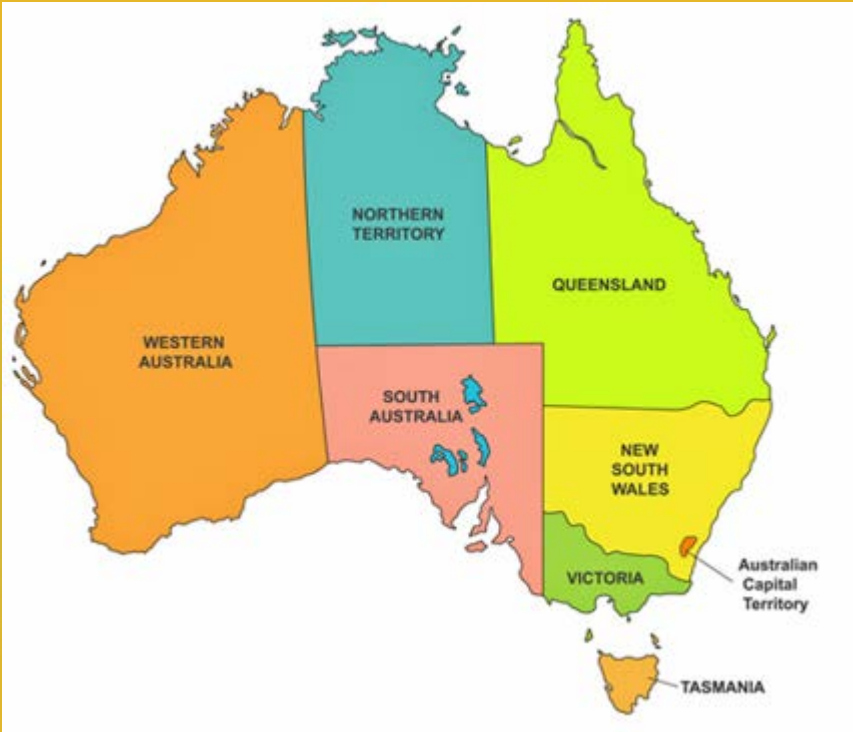 NORTHERN
TERRITORY
QUEENSLAND
WESTERN
AUSTRALIA
SOUTH
AUSTRALIA
NEW
SOUTH
WALES
VICTORIA
Australian
Capital
Territory
TASMANIA